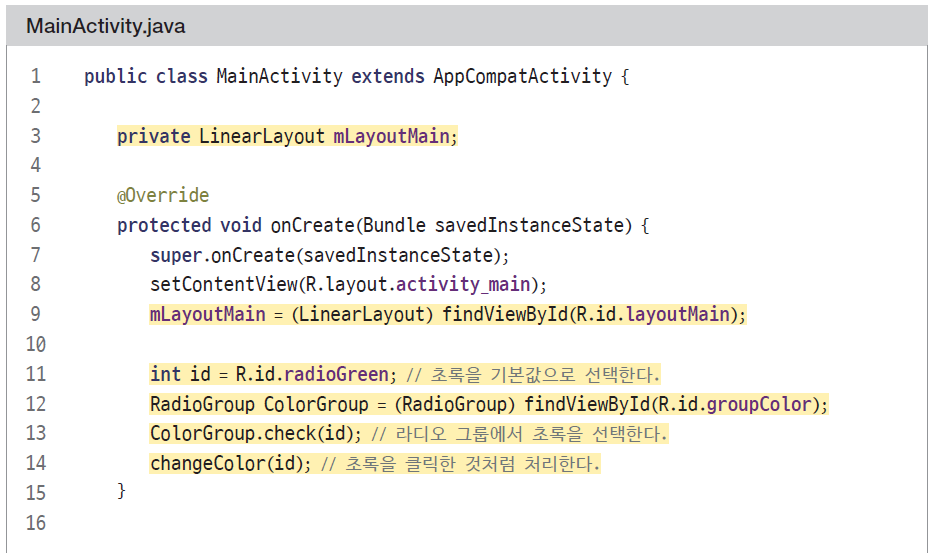 MainActivity.java
1 public class MainActivity extends AppCompatActivity {
2
3 private LinearLayout mLayoutMain;
4
5 @Override
6 protected void onCreate(Bundle savedInstanceState) {
7 super.onCreate(savedInstanceState);
8 setContentView(R.layout.activity_main);
9 mLayoutMain = (LinearLayout) findViewById(R.id.layoutMain);
10
11 int id = R.id.radioGreen; // 초록을 기본값으로 선택한다.
12 RadioGroup ColorGroup = (RadioGroup) findViewById(R.id.groupColor);
13 ColorGroup.check(id); // 라디오 그룹에서 초록을 선택한다.
14 changeColor(id); // 초록을 클릭한 것처럼 처리한다.
15 }
16